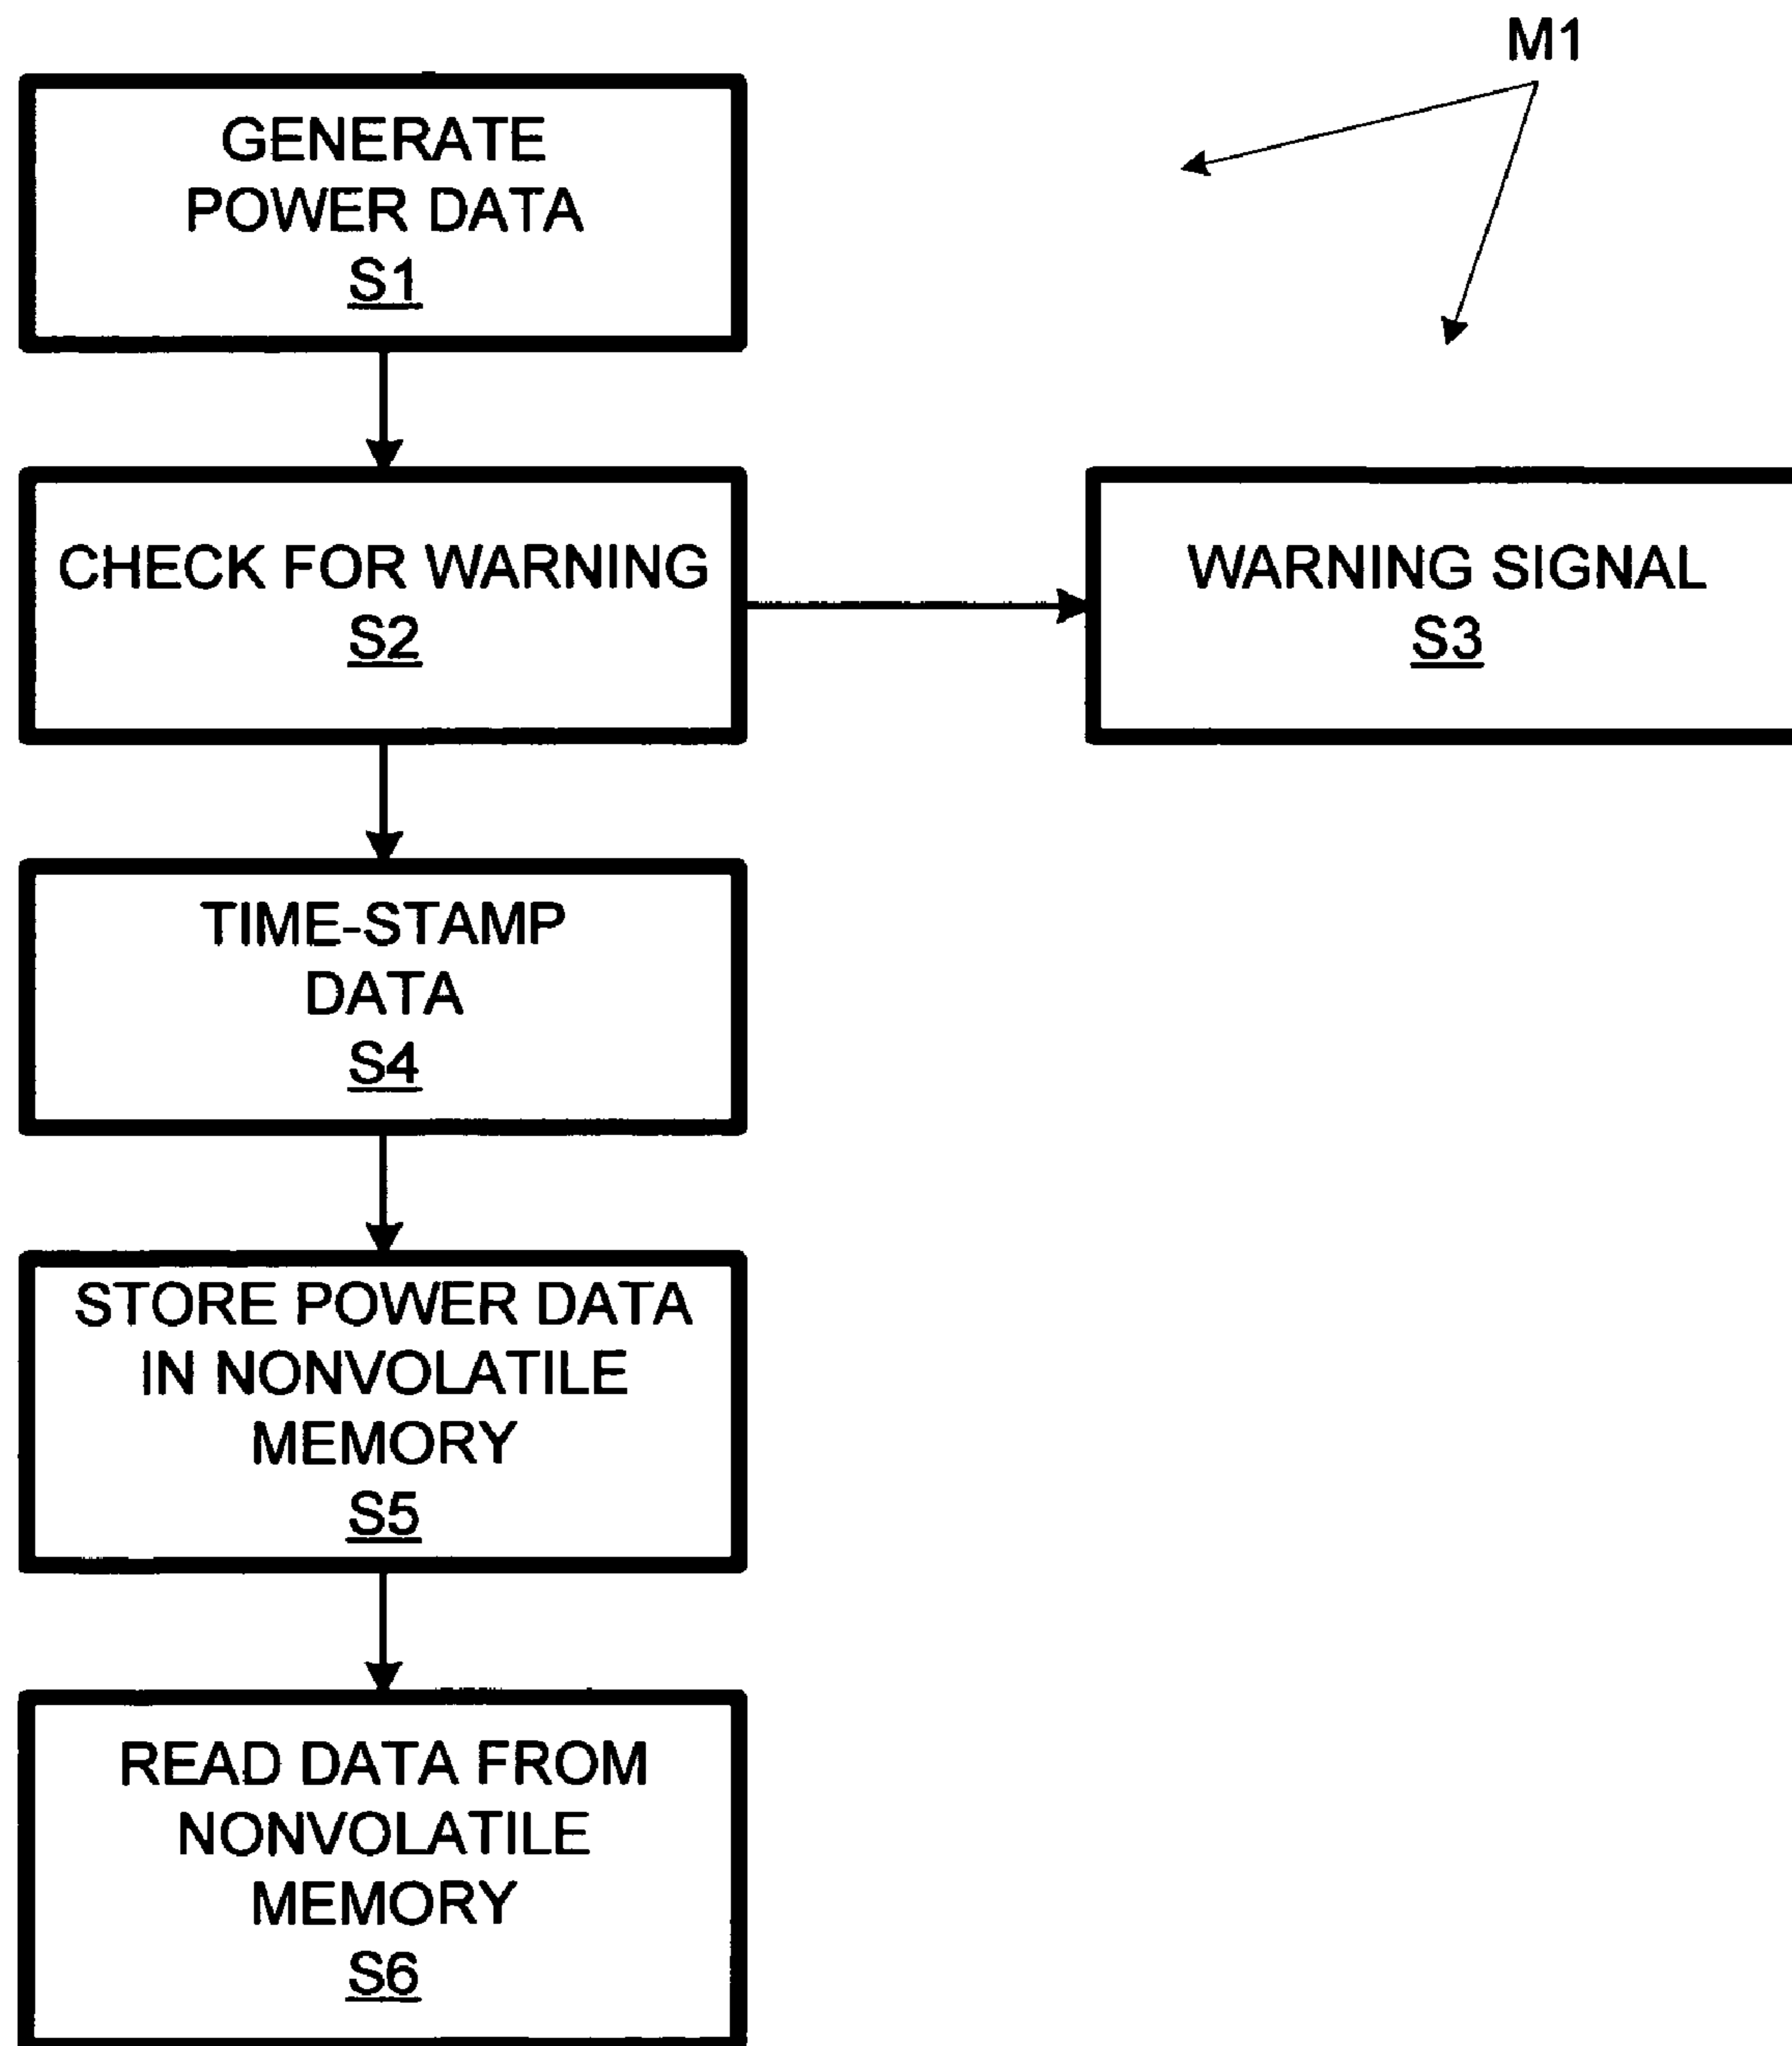 M1
GENERATE
POWER DATA
S1
CHECK FOR WARNING
S2
WARNING SIGNAL
S3
TIME-STAMP
DATA
S4
STORE POWER DATA
IN NONVOLATILE
MEMORY
S5
READ DATA FROM
NONVOLATILE
MEMORY
S6